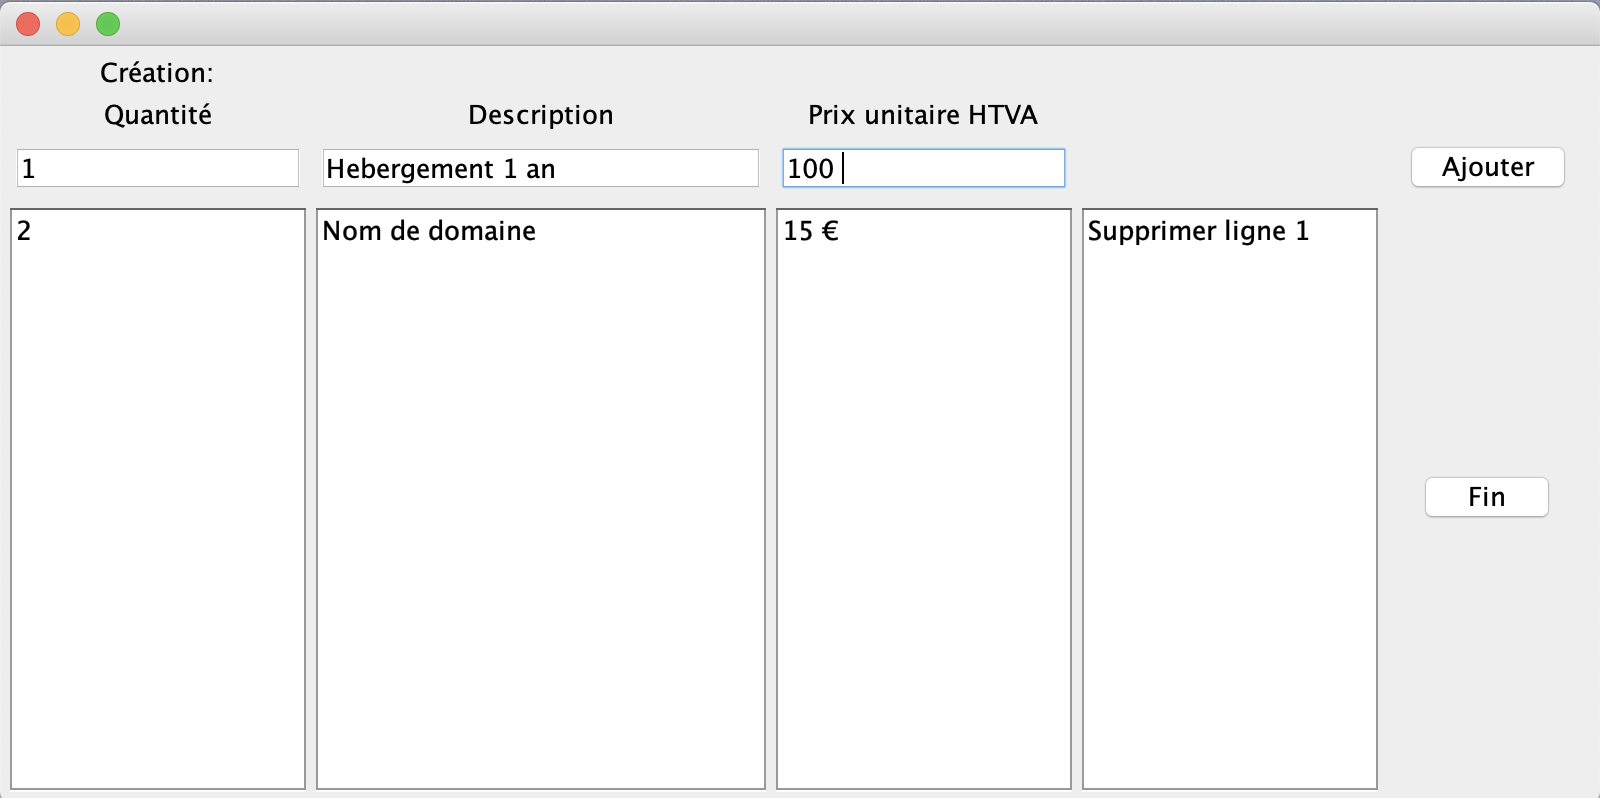 Création:
Quantité Description Prix unitaire HTVA
1 Hebergement 1 an 100 Ajouter
2 Nom de domaine 15 € Supprimer ligne 1
Fin